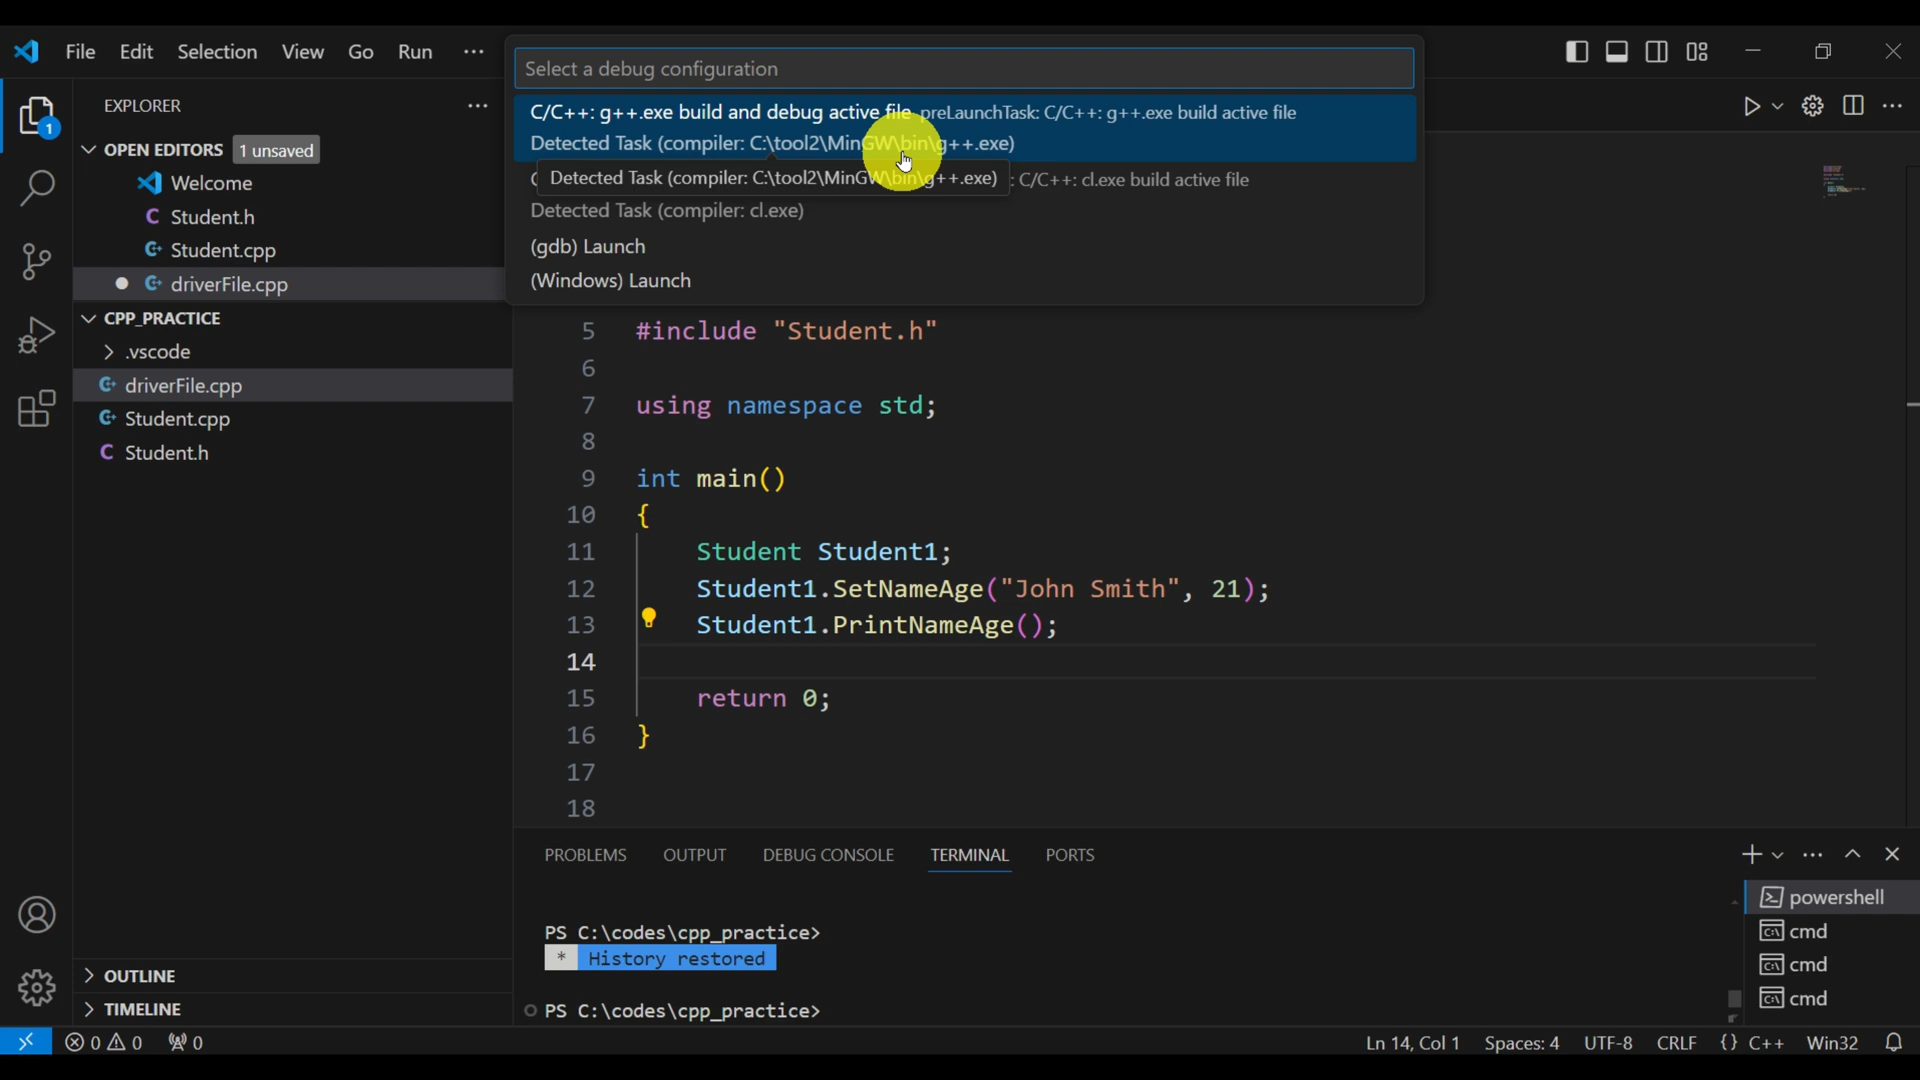 File Edit Selection View Go Run ...
Select a debug configuration
C/C++: g++.exe build and debug active file preLaunchTask: C/C++: g++.exe build active file
Detected Task (compiler: C:\tool2\MinGW\bin\g++.exe)
Detected Task (compiler: C:\tool2\MinGW\bin\g++.exe)
: C/C++: cl.exe build active file
Detected Task (compiler: cl.exe)
(gdb) Launch
(Windows) Launch
EXPLORER
OPEN EDITORS 1 unsaved
Welcome
C Student.h
Student.cpp
driverFile.cpp
CPP_PRACTICE
.vscode
driverFile.cpp
Student.cpp
C Student.h
OUTLINE
TIMELINE
1
5 #include "Student.h"
6
7 using namespace std;
8
9 int main()
10 {
11 Student Student1;
12 Student1.SetNameAge("John Smith", 21);
13 Student1.PrintNameAge();
14
15 return 0;
16 }
17
18
PROBLEMS OUTPUT DEBUG CONSOLE TERMINAL PORTS
PS C:\codes\cpp_practice>
* History restored
PS C:\codes\cpp_practice>
powershell
cmd
cmd
cmd
0 0 0
Ln 14, Col 1 Spaces: 4 UTF-8 CRLF {} C++ Win32